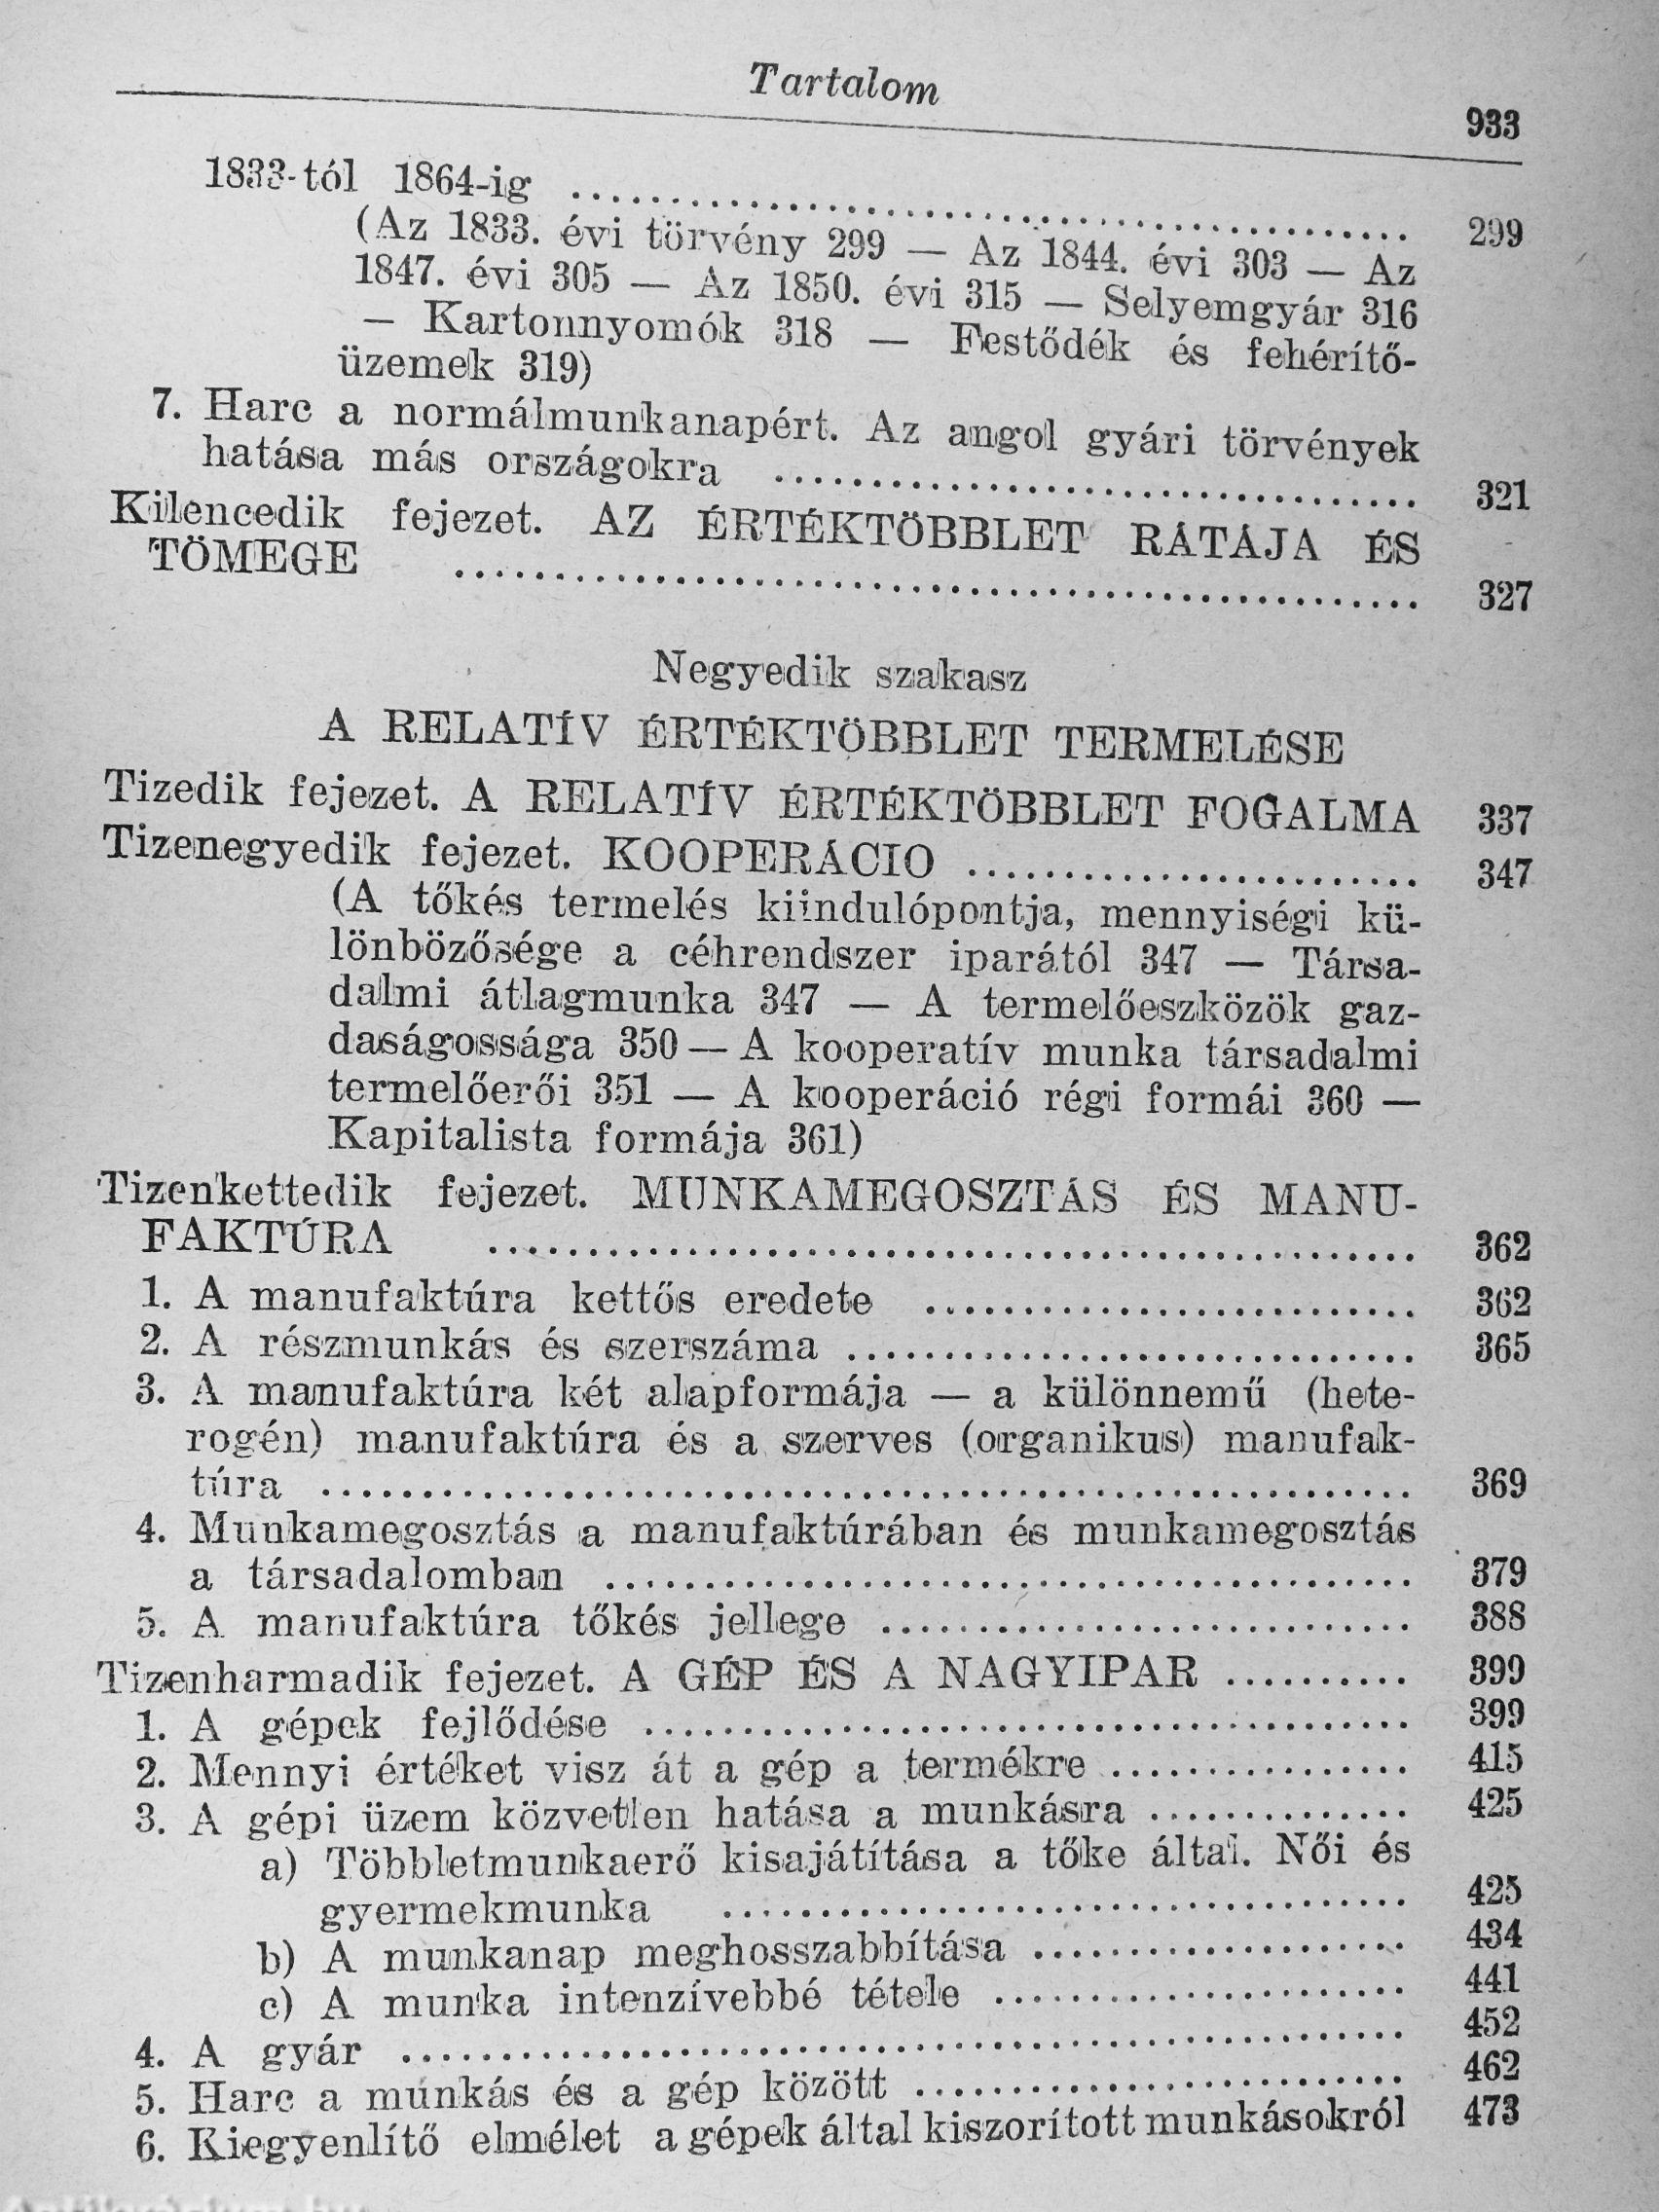 Tartalom
933
1833-tól 1864-ig ........................................ 299
(Az 1833. évi törvény 299 — Az 1844. évi 303 — Az
1847. évi 305 — Az 1850. évi 315 — Selyemgyár 316
— Kartonnyomók 318 — Festődék és fehérítő-
üzemek 319)
7. Harc a normálmunkanapért. Az angol gyári törvények
hatása más országokra ................................ 321
Kilencedik fejezet. AZ ÉRTÉKTÖBBLET RÁTÁJA ÉS
TÖMEGE ................................................ 327
Negyedik szakasz
A RELATÍV ÉRTÉKTÖBBLET TERMELÉSE
Tizedik fejezet. A RELATÍV ÉRTÉKTÖBBLET FOGALMA 337
Tizenegyedik fejezet. KOOPERÁCIO ........................ 347
(A tőkés termelés kiindulópontja, mennyiségi kü-
lönbözősége a céhrendszer iparától 347 — Társa-
dalmi átlagmunka 347 — A termelőeszközök gaz-
daságossága 350 — A kooperatív munka társadalmi
termelőerői 351 — A kooperáció régi formái 360 —
Kapitalista formája 361)
Tizenkettedik fejezet. MUNKAMEGOSZTÁS ÉS MANU-
FAKTÚRA ............................................... 362
1. A manufaktúra kettős eredete ......................... 362
2. A részmunkás és szerszáma ............................ 365
3. A manufaktúra két alapformája — a különnemű (hete-
rogén) manufaktúra és a szerves (organikus) manufak-
túra .................................................... 369
4. Munkamegosztás a manufaktúrában és munkamegosztás
a társadalomban ........................................ 379
5. A manufaktúra tőkés jellege ........................... 388
Tizenharmadik fejezet. A GÉP ÉS A NAGYIPAR .......... 399
1. A gépek fejlődése ...................................... 399
2. Mennyi értéket visz át a gép a termékre ................ 415
3. A gépi üzem közvetlen hatása a munkásra .............. 425
a) Többletmunkaerő kisajátítása a tőke által. Női és
gyermekmunka .................................. 425
b) A munkanap meghosszabbítása .................... 434
c) A munka intenzívebbé tétele ...................... 441
4. A gyár ................................................ 452
5. Harc a munkás és a gép között ......................... 462
6. Kiegyenlítő elmélet a gépek által kiszorított munkásokról 473